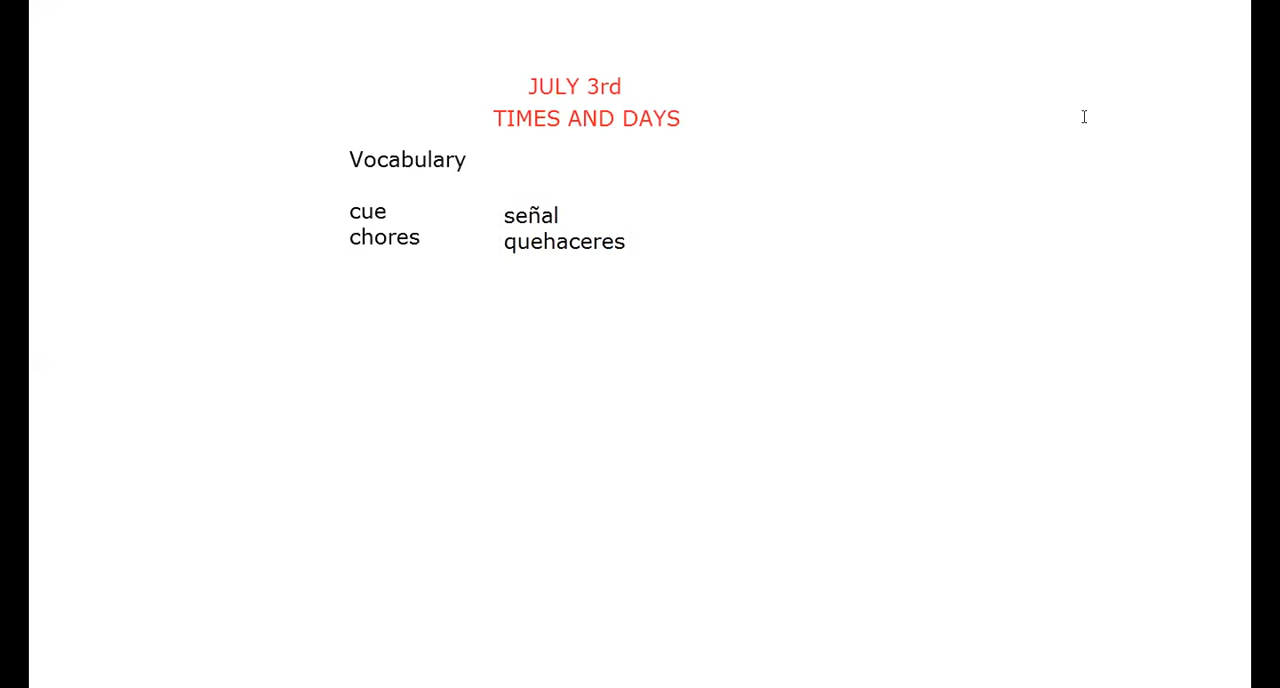 JULY 3rd
TIMES AND DAYS
Vocabulary
cue señal
chores quehaceres